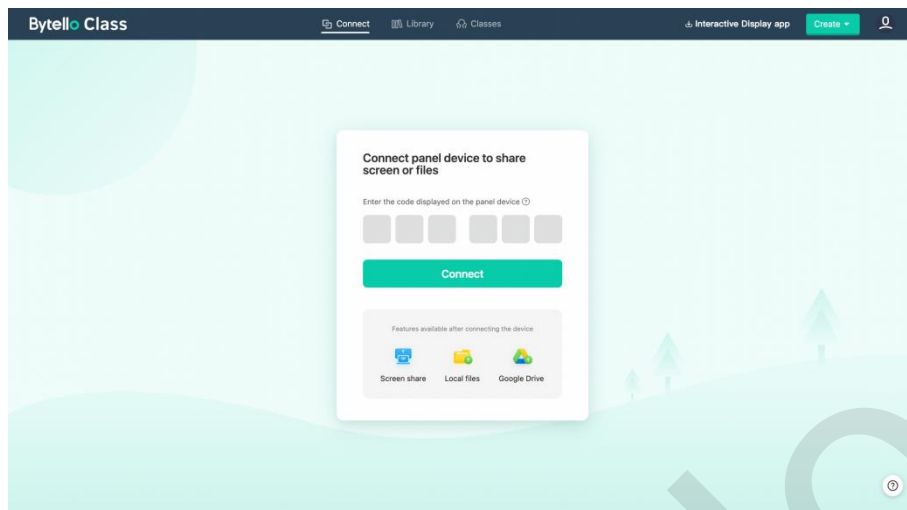 Bytello Class
Connect
Library
Classes
Interactive Display app
Create
Connect panel device to share
screen or files
Enter the code displayed on the panel device
Connect
Features available after connecting the device
Screen share
Local files
Google Drive